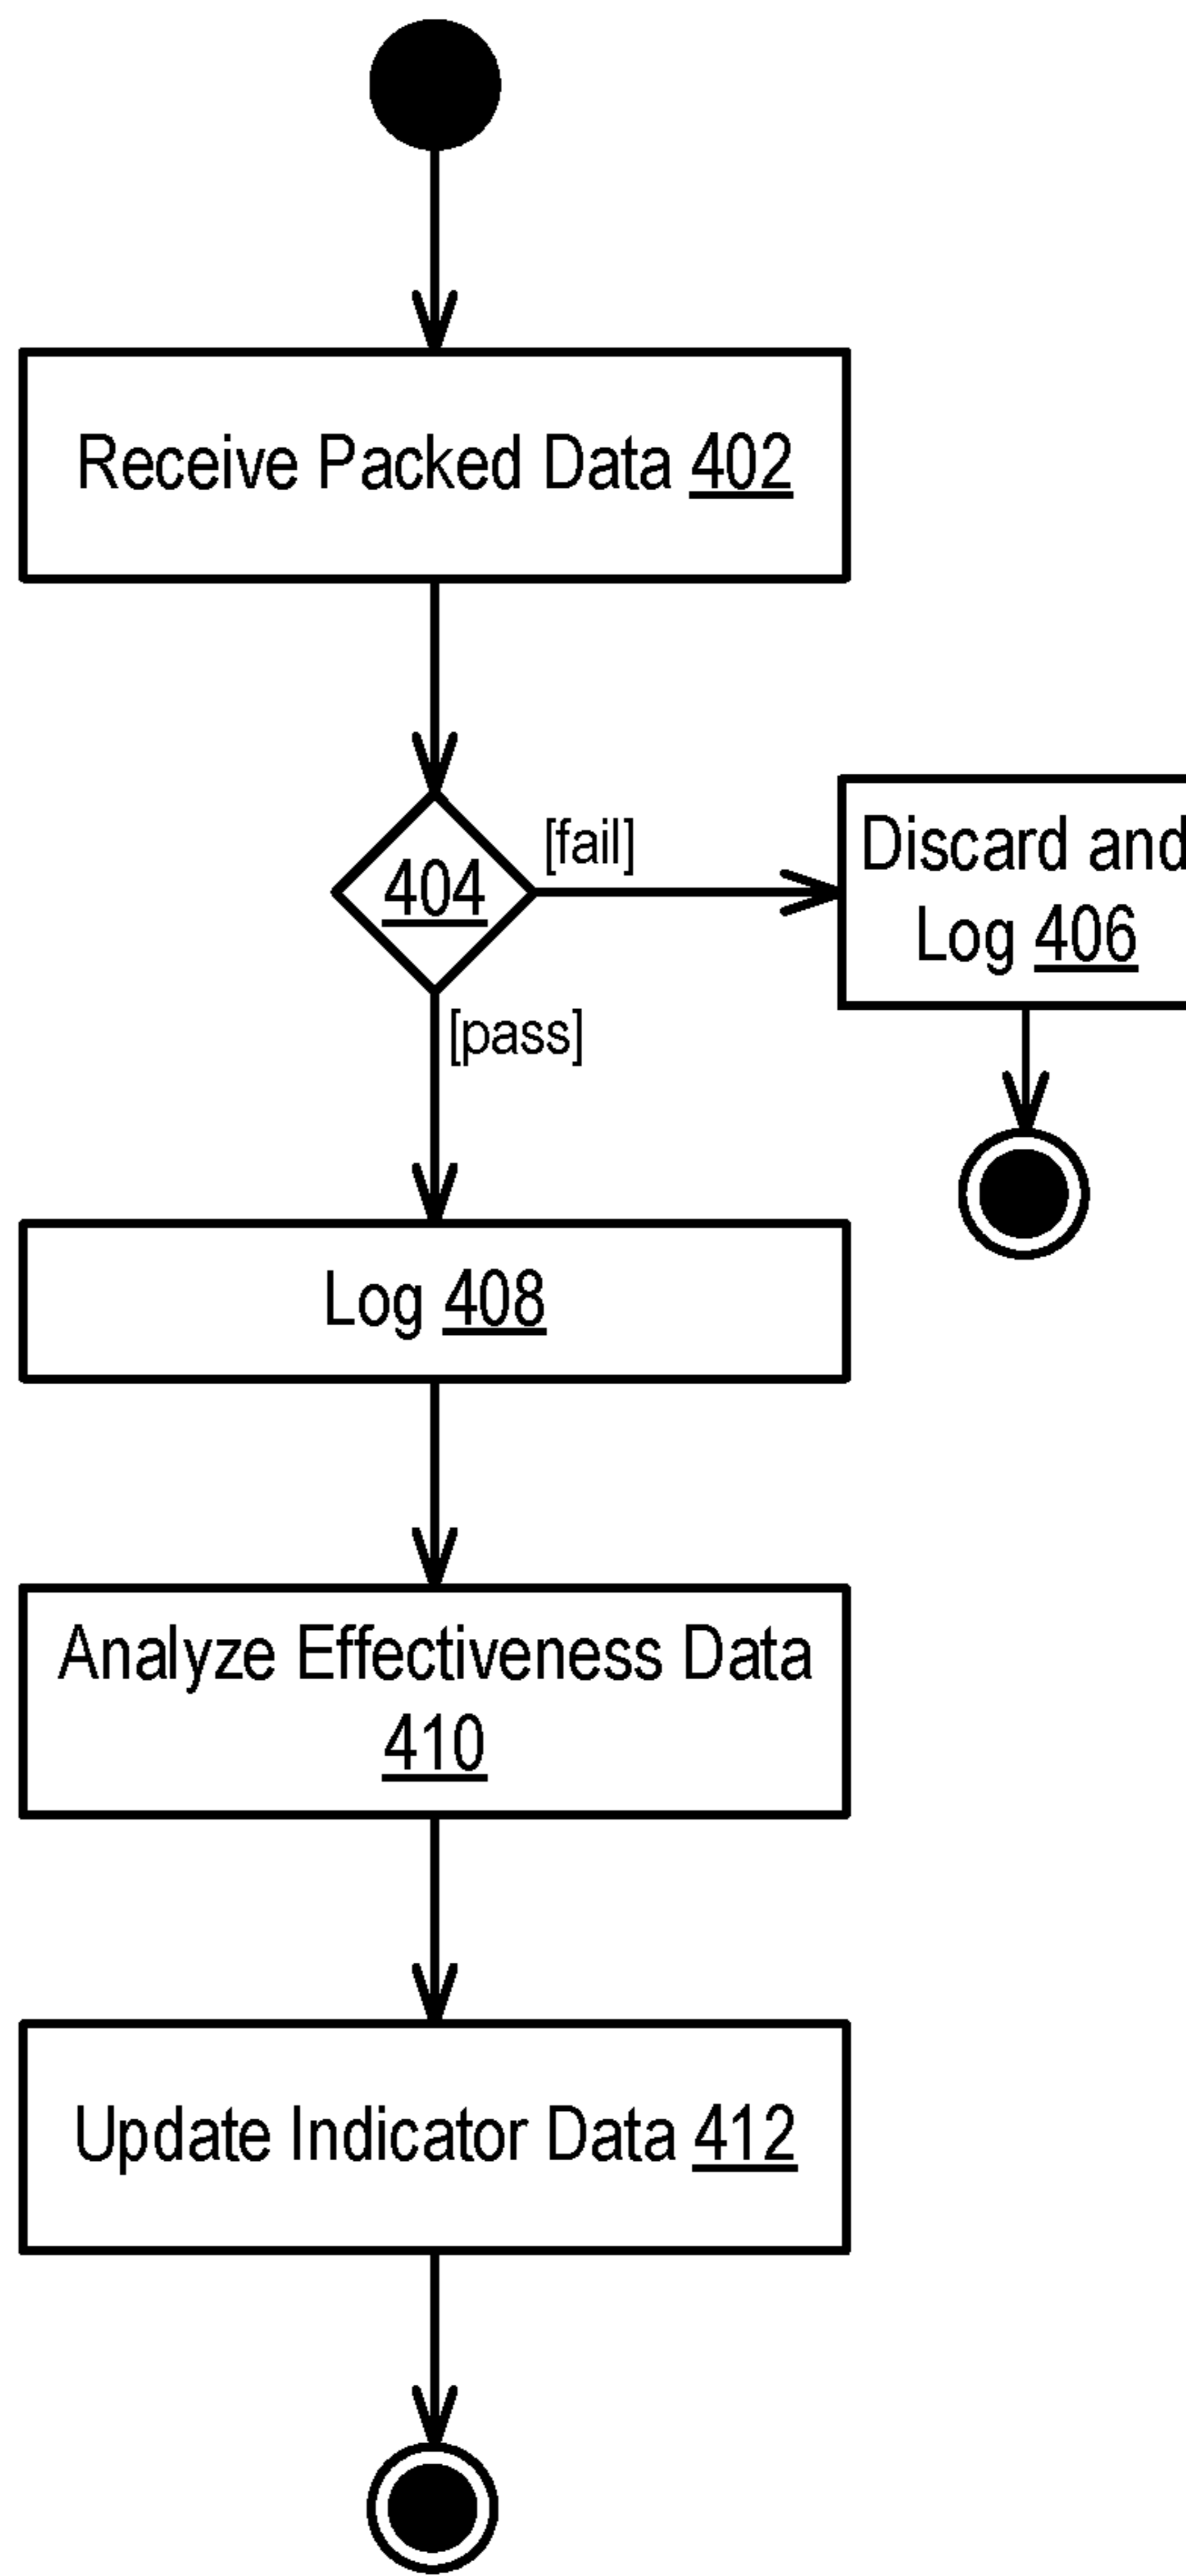 Receive Packed Data 402
404
[fail]
Discard and
Log 406
[pass]
Log 408
Analyze Effectiveness Data
410
Update Indicator Data 412